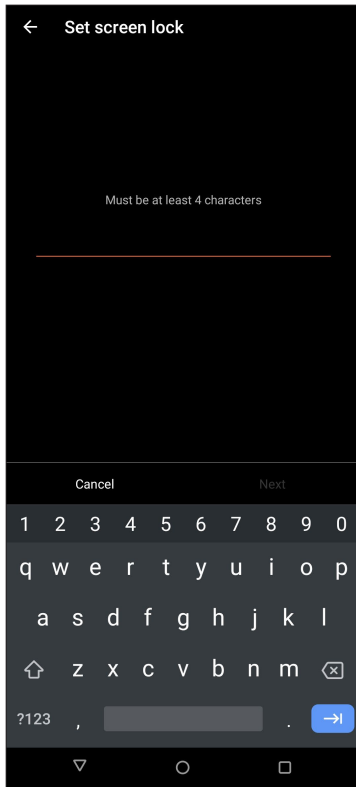 Set screen lock
Must be at least 4 characters
Cancel Next
1 2 3 4 5 6 7 8 9 0
q w e r t y u i o p
a s d f g h j k l
z x c v b n m
?123 , .